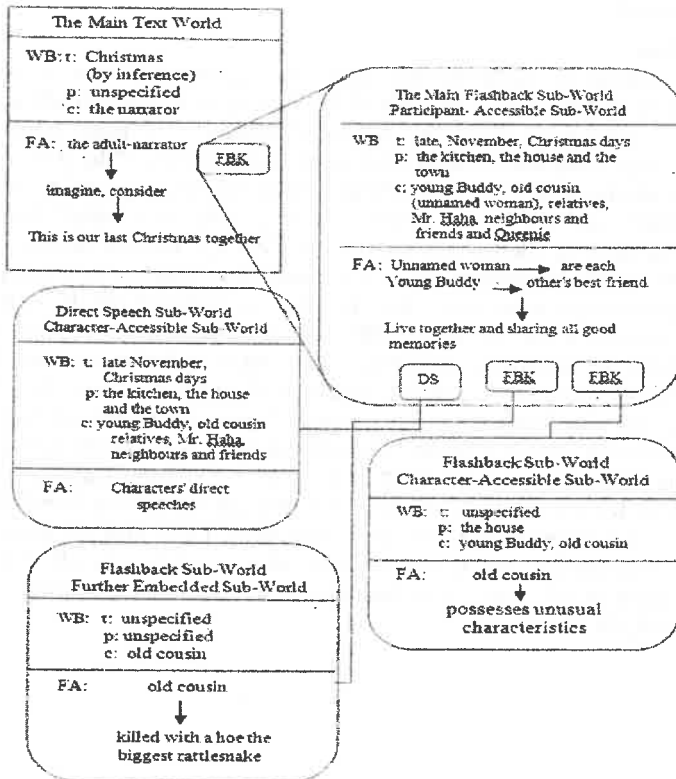 The Main Text World
WB: t: Christmas
(by inference)
p: unspecified
c: the narrator
FA: the adult-narrator
FBK
imagine, consider
This is our last Christmas together
The Main Flashback Sub-World
Participant- Accessible Sub-World
WB t: late, November, Christmas days
p: the kitchen, the house and the
town
c: young Buddy, old cousin
(unnamed woman), relatives,
Mr. Haha, neighbours and
friends and Queenie
FA: Unnamed woman are each
Young Buddy other's best friend
Live together and sharing all good
memories
DS FBK FBK
Direct Speech Sub-World
Character-Accessible Sub-World
WB: t: late November,
Christmas days
p: the kitchen, the house
and the town
c: young Buddy, old cousin
relatives, Mr. Haha,
neighbours and friends
FA: Characters' direct
speeches
Flashback Sub-World
Character-Accessible Sub-World
WB: t: unspecified
p: the house
c: young Buddy, old cousin
FA: old cousin
possesses unusual
characteristics
Flashback Sub-World
Further Embedded Sub-World
WB: t: unspecified
p: unspecified
c: old cousin
FA: old cousin
killed with a hoe the
biggest rattlesnake